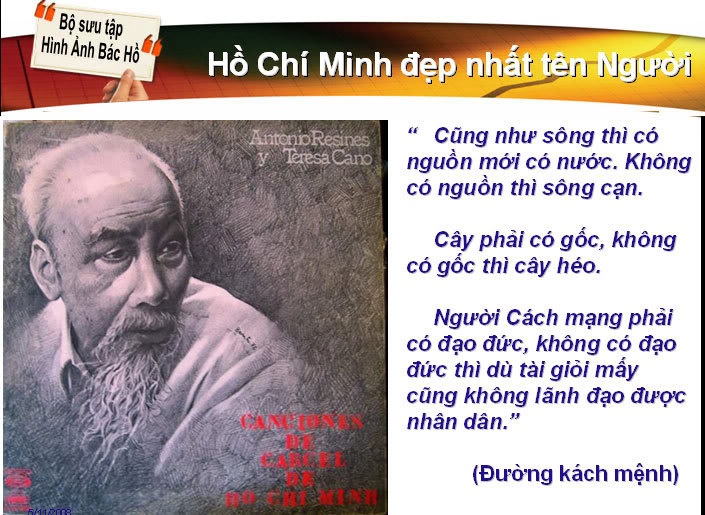 Bộ sưu tập
Hình Ảnh Bác Hồ
Hồ Chí Minh đẹp nhất tên Người
Antonio Resines
y Teresa Cano
CANCIONES
DE
CARCEL
DE
HO CHI MINH
5/11/2008
“ Cũng như sông thì có
nguồn mới có nước. Không
có nguồn thì sông cạn.
Cây phải có gốc, không
có gốc thì cây héo.
Người Cách mạng phải
có đạo đức, không có đạo
đức thì dù tài giỏi mấy
cũng không lãnh đạo được
nhân dân.”
(Đường kách mệnh)